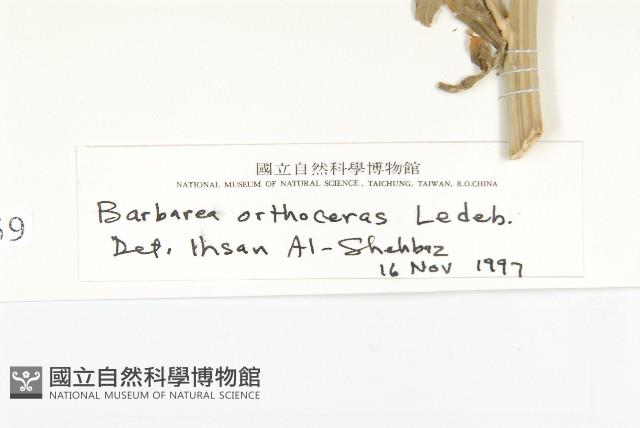 國立自然科學博物館
NATIONAL MUSEUM OF NATURAL SCIENCE, TAICHUNG, TAIWAN, R.O.CHINA
Barbarea orthoceras Ledeb.
Det. Ihsan Al-Shehbaz
16 Nov 1997
9
國立自然科學博物館
NATIONAL MUSEUM OF NATURAL SCIENCE